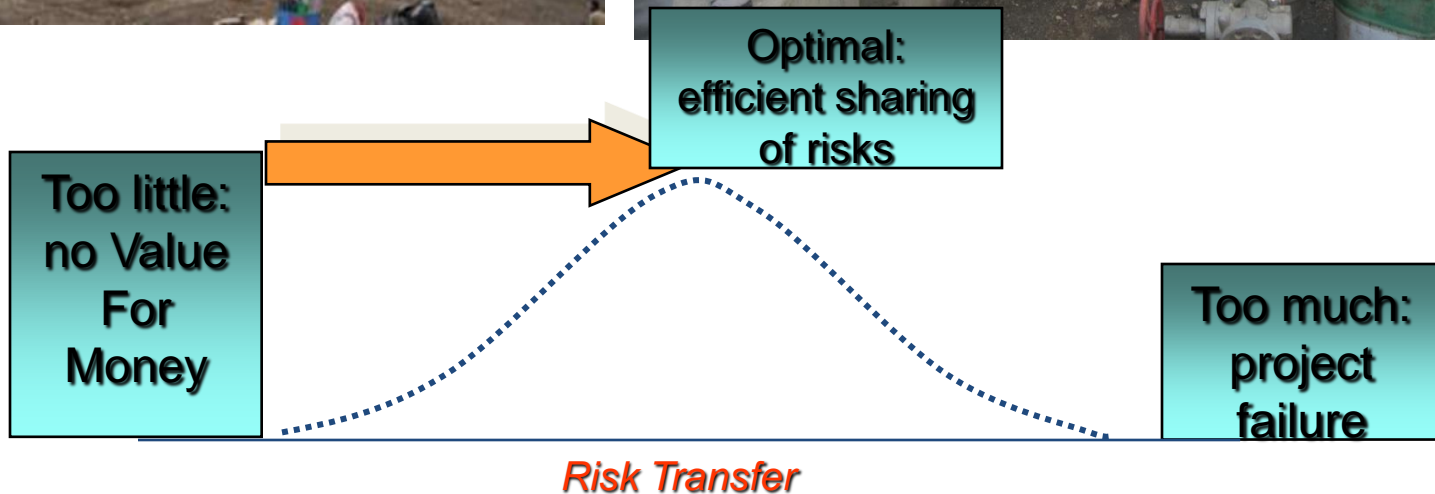 Optimal:
efficient sharing
of risks
Too little:
no Value
For
Money
Too much:
project
failure
Risk Transfer